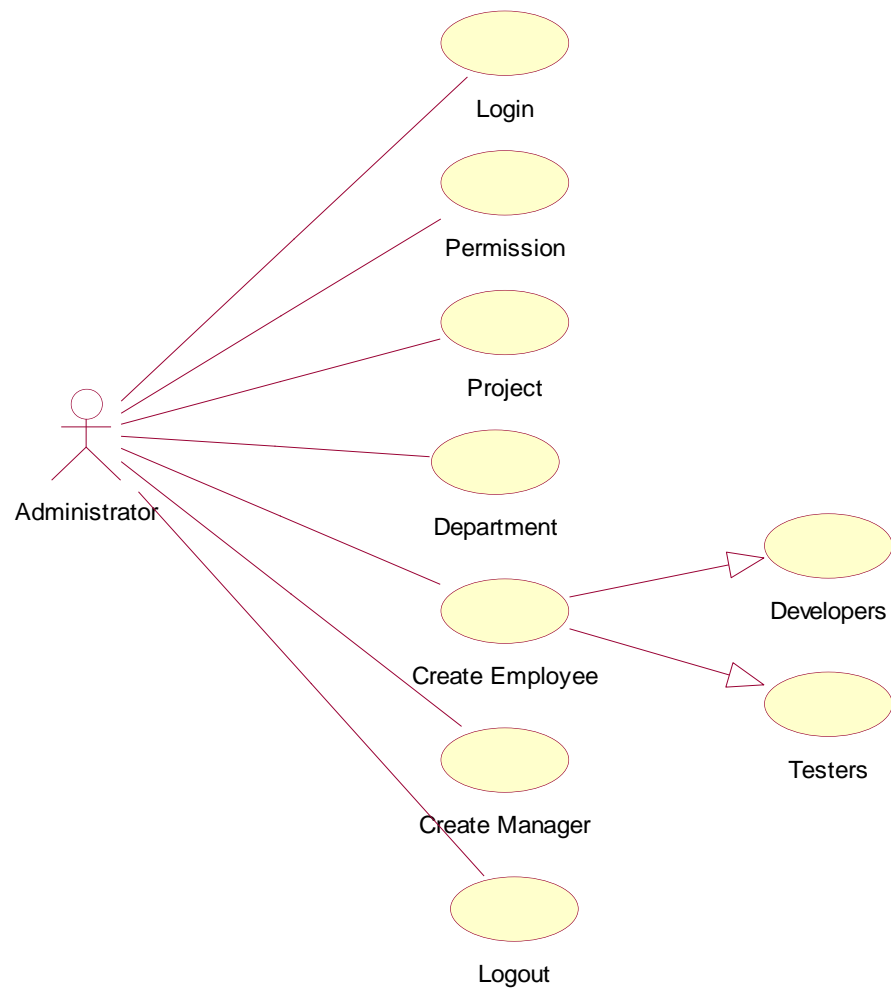 Login
Permission
Project
Administrator
Department
Developers
Create Employee
Testers
Create Manager
Logout